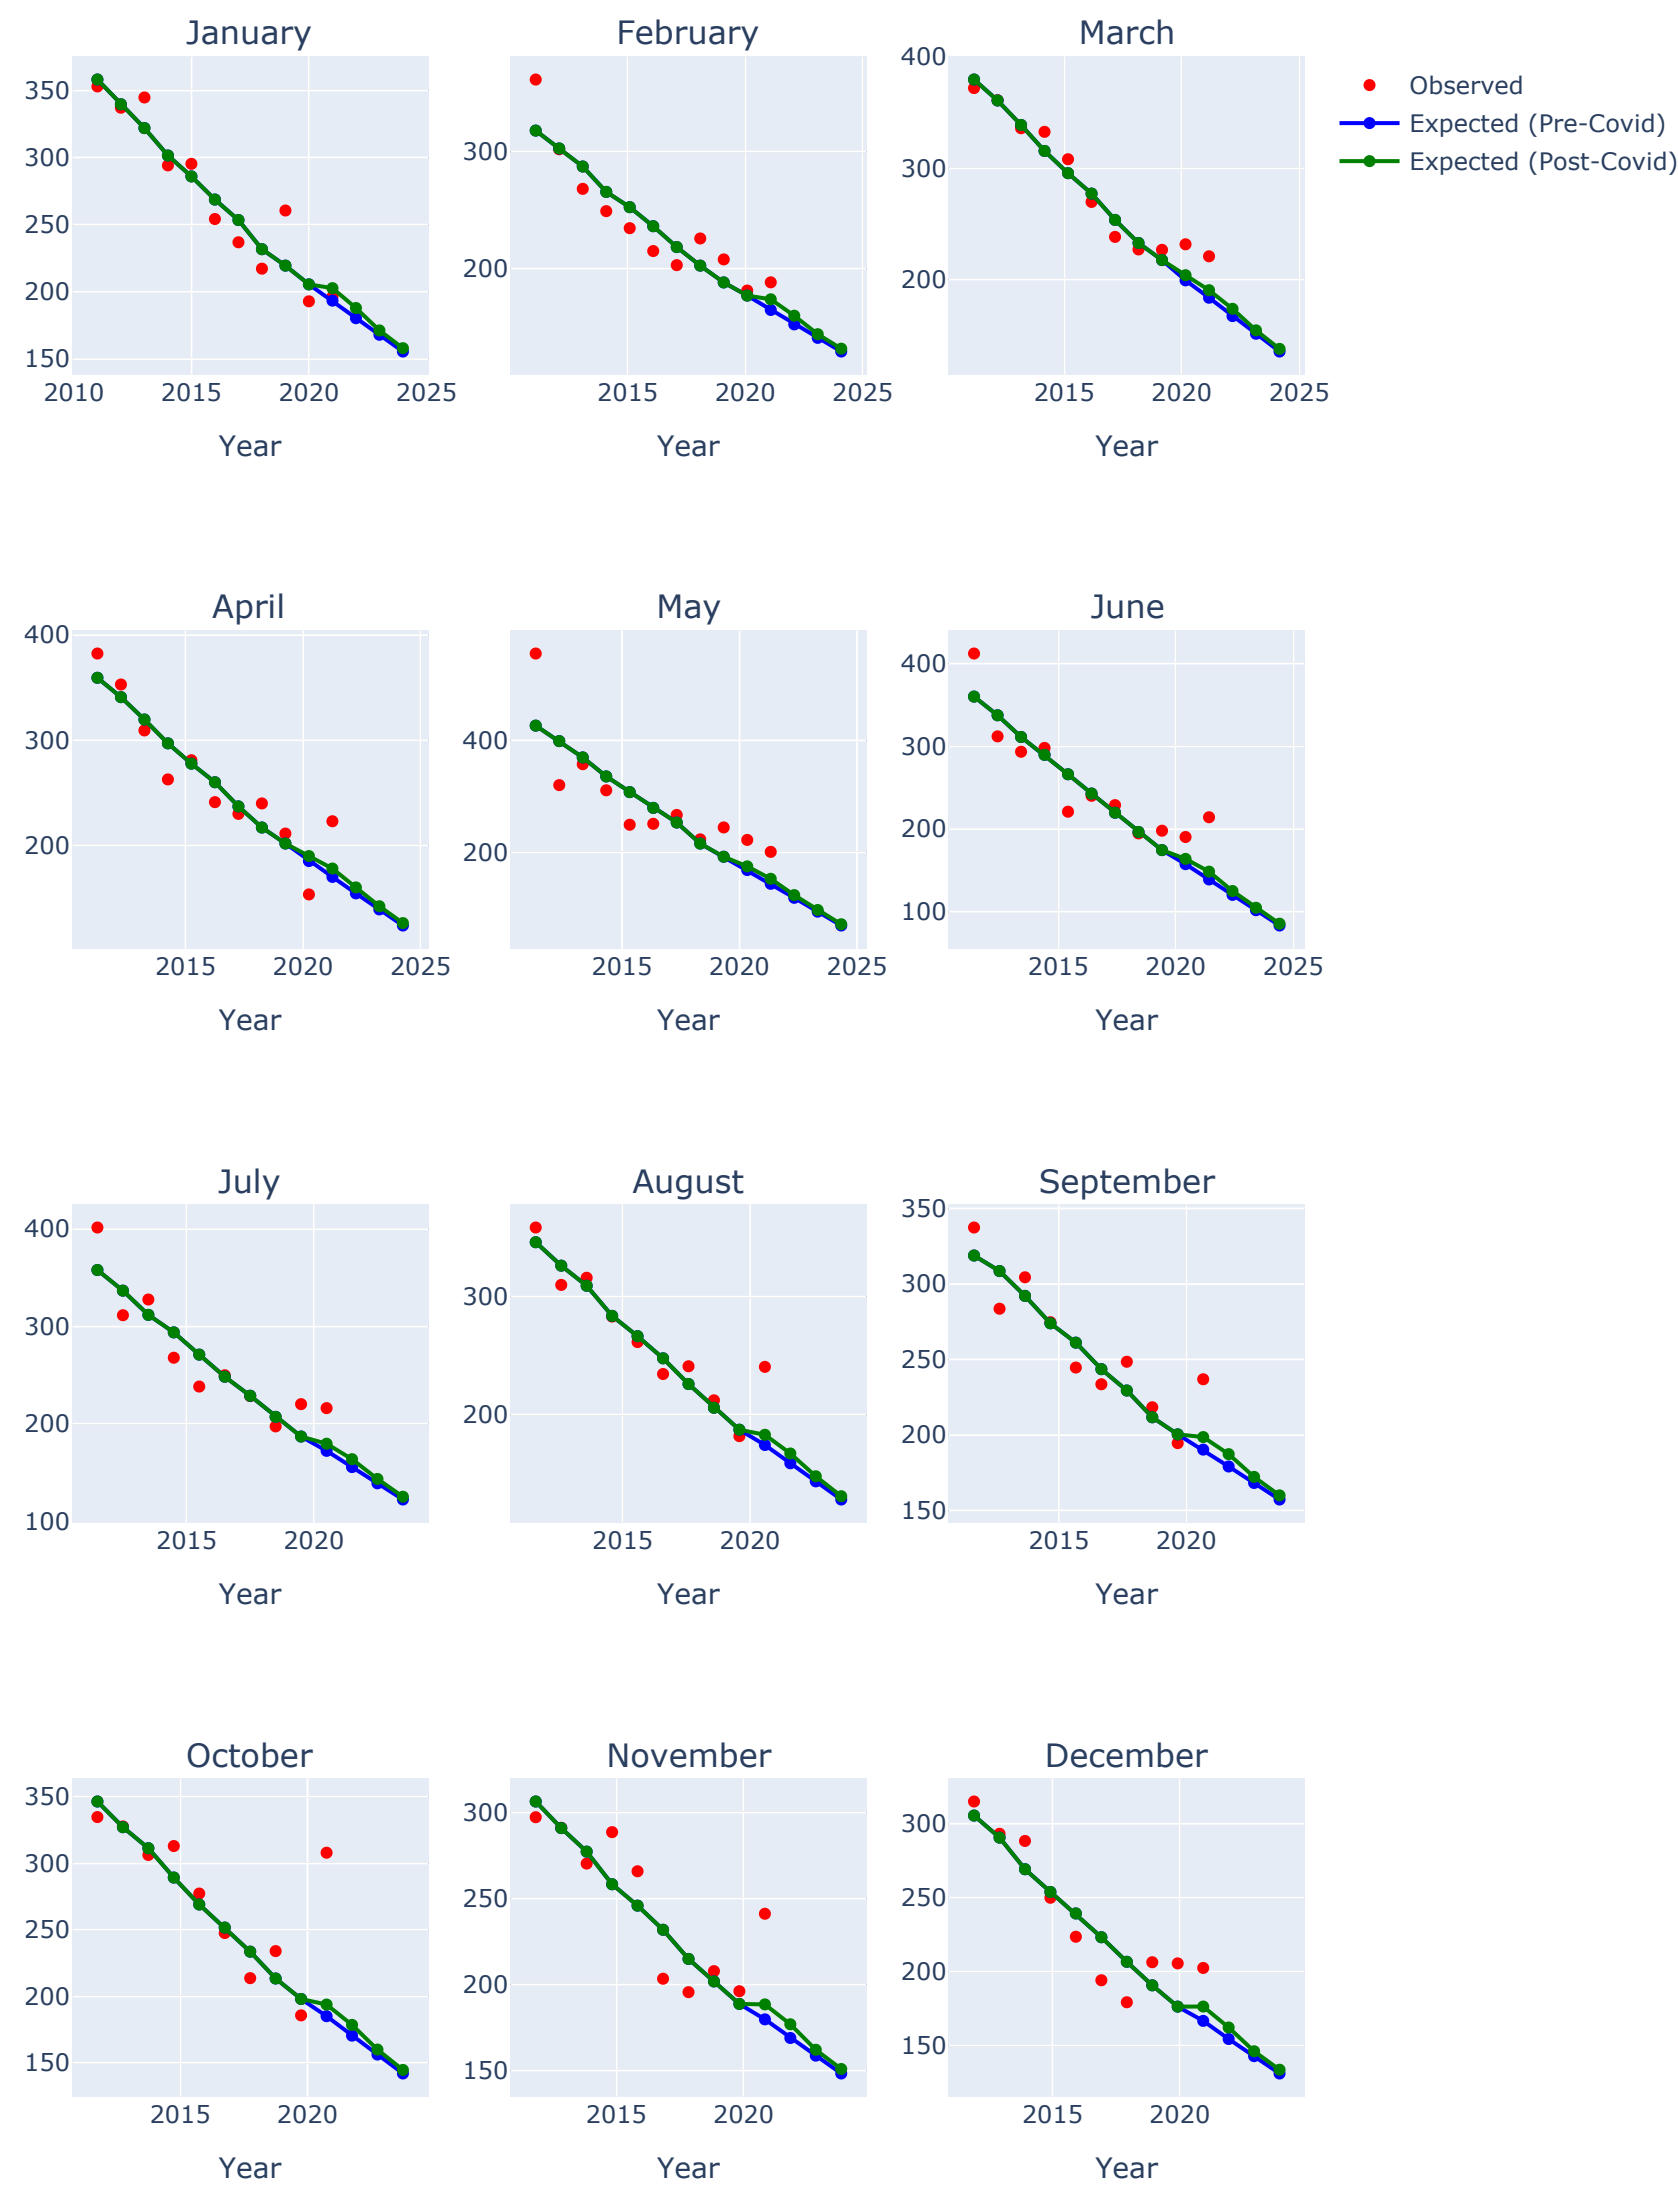 January
February
March
350
300
250
200
150
2010
2015
2020
2025
Year
300
200
2015
2020
2025
Year
400
300
200
2015
2020
2025
Year
Observed
Expected (Pre-Covid)
Expected (Post-Covid)
April
May
June
400
300
200
2015
2020
2025
Year
400
200
2015
2020
2025
Year
400
300
200
100
2015
2020
2025
Year
July
August
September
400
300
200
100
2015
2020
Year
300
200
2015
2020
Year
350
300
250
200
150
2015
2020
Year
October
November
December
350
300
250
200
150
2015
2020
Year
300
250
200
150
2015
2020
Year
300
250
200
150
2015
2020
Year